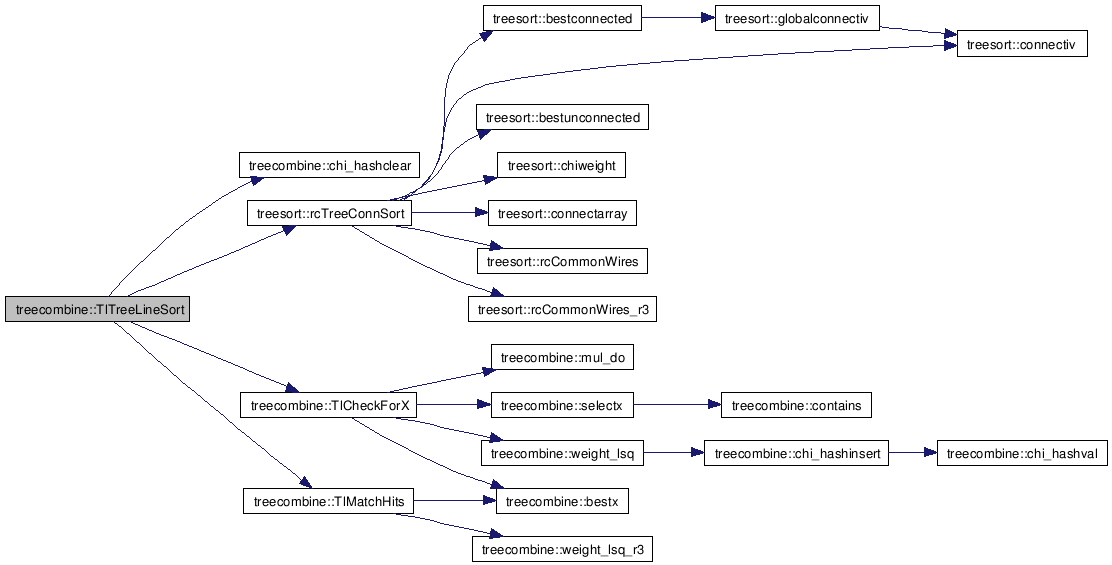 treesort::bestconnected
treesort::globalconnectiv
treesort::connectiv
treesort::bestunconnected
treecombine::chi_hashclear
treesort::chiweight
treesort::rcTreeConnSort
treesort::connectarray
treesort::rcCommonWires
treecombine::TlTreeLineSort
treesort::rcCommonWires_r3
treecombine::mul_do
treecombine::TlCheckForX
treecombine::selectx
treecombine::contains
treecombine::weight_lsq
treecombine::chi_hashinsert
treecombine::chi_hashval
treecombine::TlMatchHits
treecombine::bestx
treecombine::weight_lsq_r3